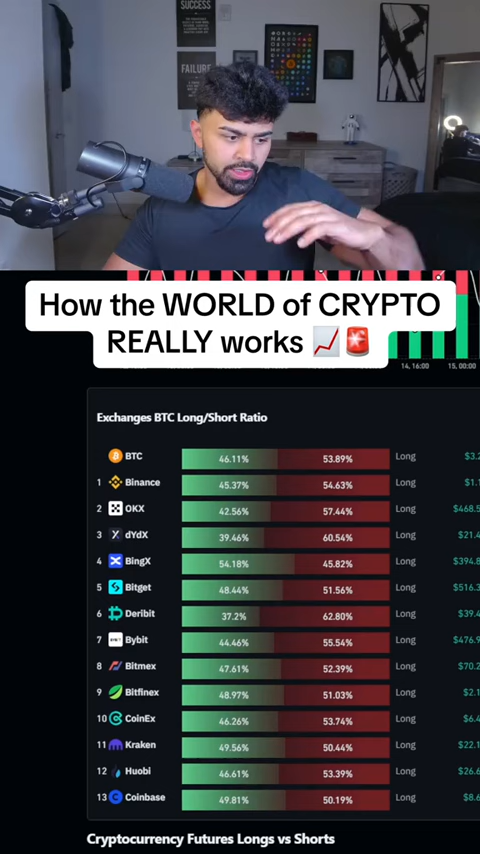 SUCCESS
FAILURE
How the WORLD of CRYPTO
REALLY works 📈🚨
14, 16:00 15, 00:00
Exchanges BTC Long/Short Ratio
BTC 46.11% 53.89% Long $3.2
1 Binance 45.37% 54.63% Long $1.1
2 OKX 42.56% 57.44% Long $468.5
3 dYdX 39.46% 60.54% Long $21.4
4 BingX 54.18% 45.82% Long $394.8
5 Bitget 48.44% 51.56% Long $516.3
6 Deribit 37.2% 62.80% Long $39.4
7 Bybit 44.46% 55.54% Long $476.9
8 Bitmex 47.61% 52.39% Long $70.2
9 Bitfinex 48.97% 51.03% Long $2.1
10 CoinEx 46.26% 53.74% Long $6.4
11 Kraken 49.56% 50.44% Long $22.1
12 Huobi 46.61% 53.39% Long $26.6
13 Coinbase 49.81% 50.19% Long $8.6
Cryptocurrency Futures Longs vs Shorts